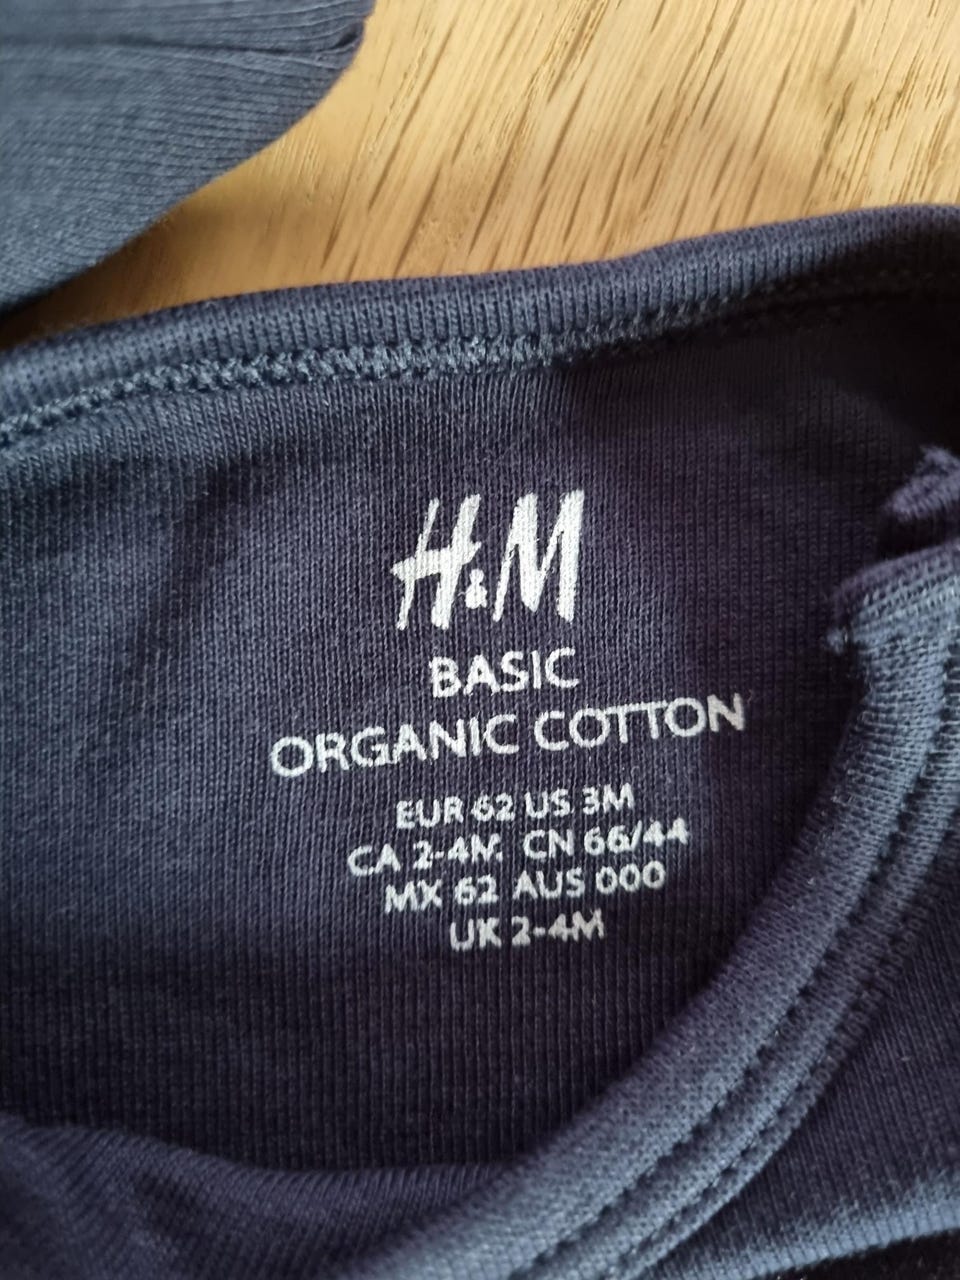 H&M
BASIC
ORGANIC COTTON
EUR 62 US 3M
CA 2-4M CN 66/44
MX 62 AUS 000
UK 2-4M